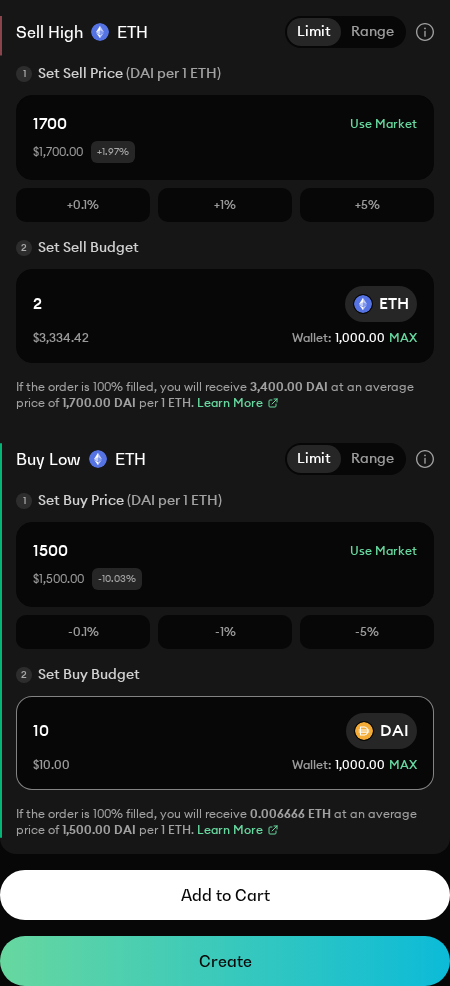 Sell High ETH Limit Range
1 Set Sell Price (DAI per 1 ETH)
1700 Use Market
$1,700.00 +1.97%
+0.1% +1% +5%
2 Set Sell Budget
2 ETH
$3,334.42 Wallet: 1,000.00 MAX
If the order is 100% filled, you will receive 3,400.00 DAI at an average
price of 1,700.00 DAI per 1 ETH. Learn More
Buy Low ETH Limit Range
1 Set Buy Price (DAI per 1 ETH)
1500 Use Market
$1,500.00 -10.03%
-0.1% -1% -5%
2 Set Buy Budget
10 DAI
$10.00 Wallet: 1,000.00 MAX
If the order is 100% filled, you will receive 0.006666 ETH at an average
price of 1,500.00 DAI per 1 ETH. Learn More
Add to Cart
Create